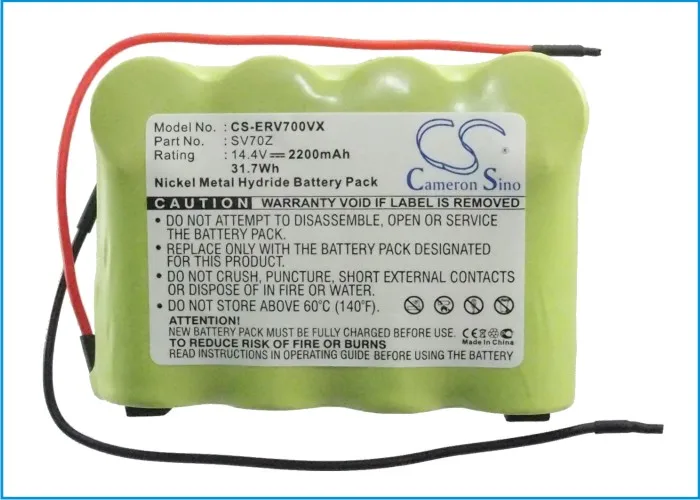 Model No. : CS-ERV700VX
Part No. : SV70Z
Rating : 14.4V⎓2200mAh
31.7Wh
Nickel Metal Hydride Battery Pack
CS
Cameron Sino
CAUTION WARRANTY VOID IF LABEL IS REMOVED
• DO NOT ATTEMPT TO DISASSEMBLE, OPEN OR SERVICE
THE BATTERY PACK.
• REPLACE ONLY WITH THE BATTERY PACK DESIGNATED
FOR THIS PRODUCT.
• DO NOT CRUSH, PUNCTURE, SHORT EXTERNAL CONTACTS
OR DISPOSE OF IN FIRE OR WATER.
• DO NOT STORE ABOVE 60°C (140°F).
ATTENTION
NEW BATTERY PACK MUST BE FULLY CHARGED BEFORE USE
TO REDUCE RISK OF FIRE OR BURNS
READ INSTRUCTIONS IN OPERATING GUIDE BEFORE USING THE BATTERY
CE
Made in China